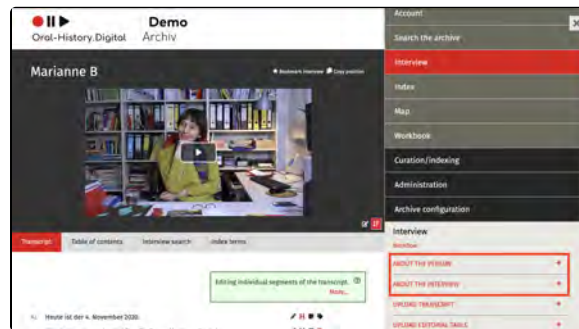 Oral-History.Digital
Demo
Archiv
Marianne B
Bookmark interview
Copy position
Transcript
Table of contents
Interview search
Index terms
Editing individual segments of the transcript.
More...
Heute ist der 4. November 2020.
Account
Search the archive
Interview
Index
Map
Workbook
Curation/indexing
Administration
Archive configuration
Interview
Workflow
ABOUT THE PERSON
ABOUT THE INTERVIEW
UPLOAD TRANSCRIPT
UPLOAD EDITORIAL TABLE